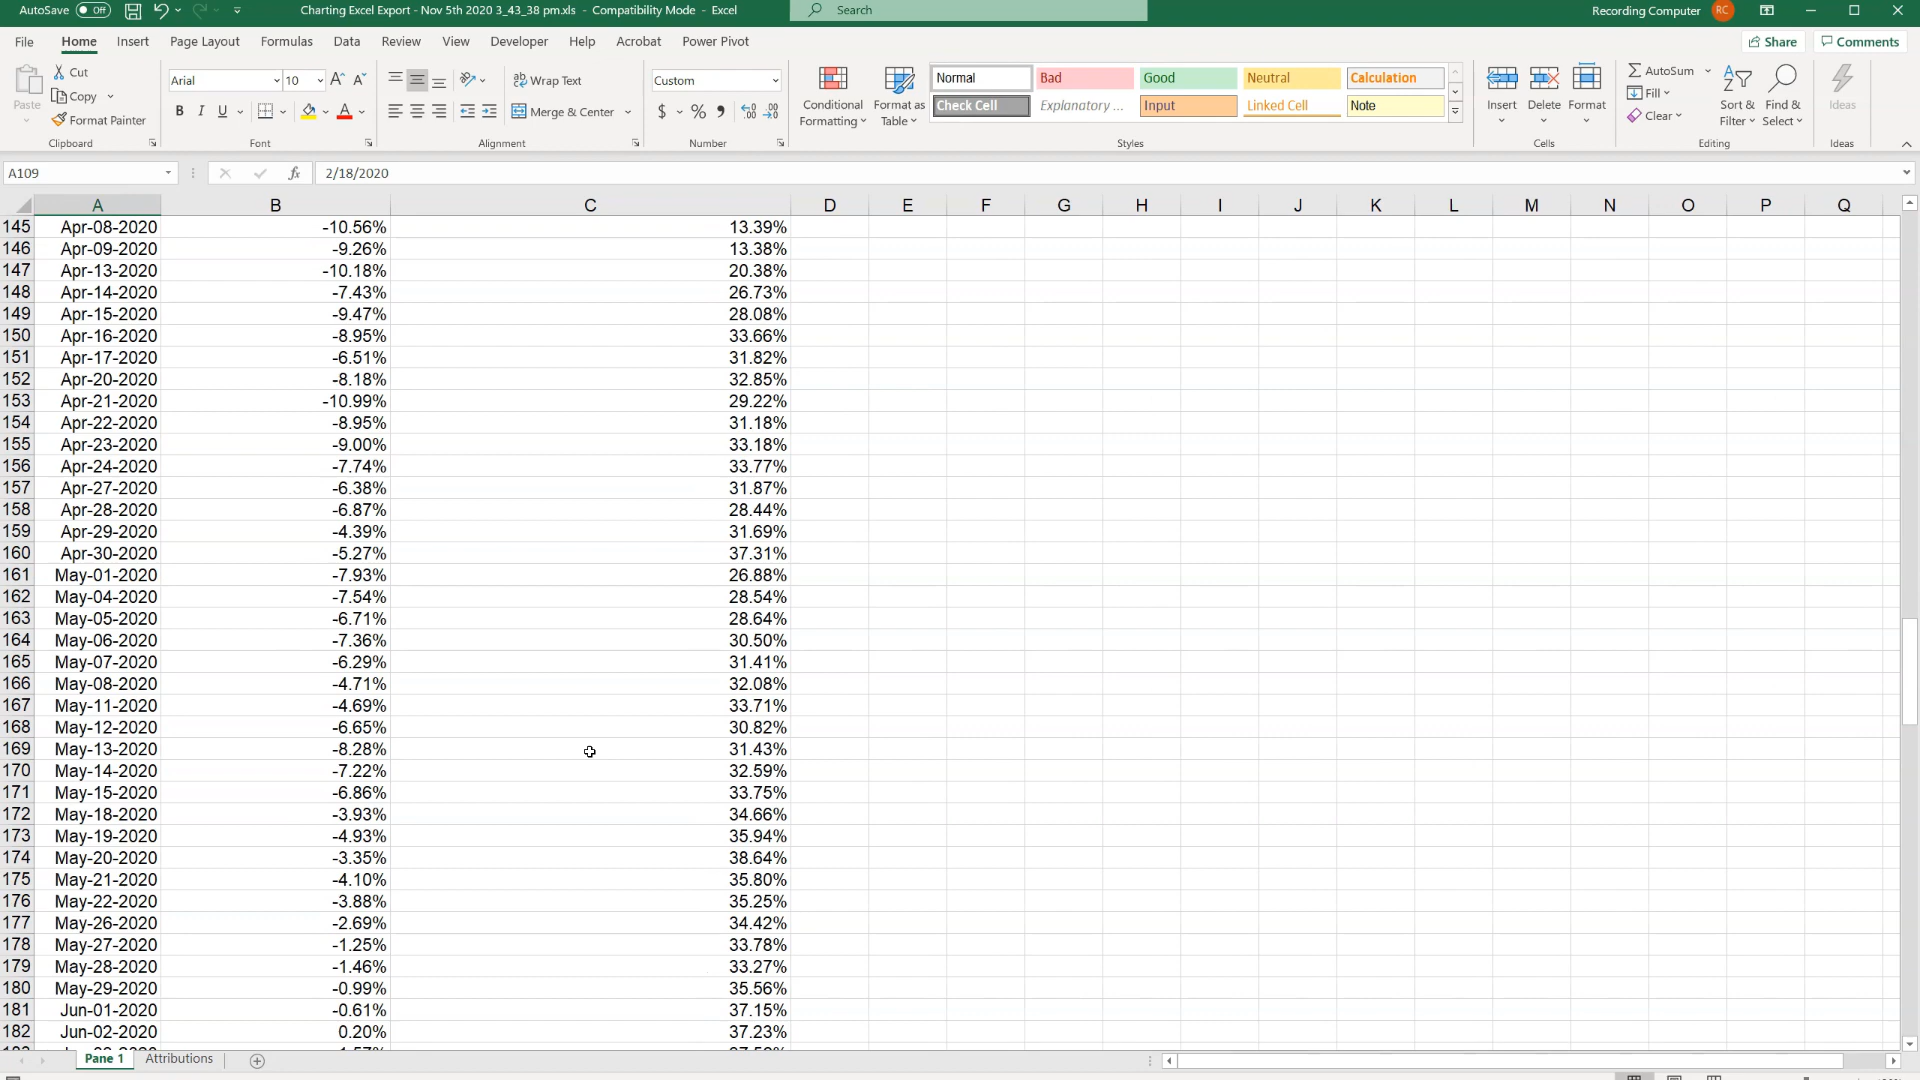 AutoSave Off Charting Excel Export - Nov 5th 2020 3_43_38 pm.xls - Compatibility Mode - Excel Search Recording Computer RC
File Home Insert Page Layout Formulas Data Review View Developer Help Acrobat Power Pivot Share Comments
Paste Cut Copy Format Painter Clipboard
Arial 10 B I U Font
Wrap Text Merge & Center Alignment
Custom $ % Number
Conditional Formatting Format as Table
Normal Bad Good Neutral Calculation
Check Cell Explanatory ... Input Linked Cell Note
Styles
Insert Delete Format Cells
AutoSum Fill Clear Sort & Filter Find & Select Editing
Ideas Ideas
A109 fx 2/18/2020
A B C D E F G H I J K L M N O P Q
145 Apr-08-2020 -10.56% 13.39%
146 Apr-09-2020 -9.26% 13.38%
147 Apr-13-2020 -10.18% 20.38%
148 Apr-14-2020 -7.43% 26.73%
149 Apr-15-2020 -9.47% 28.08%
150 Apr-16-2020 -8.95% 33.66%
151 Apr-17-2020 -6.51% 31.82%
152 Apr-20-2020 -8.18% 32.85%
153 Apr-21-2020 -10.99% 29.22%
154 Apr-22-2020 -8.95% 31.18%
155 Apr-23-2020 -9.00% 33.18%
156 Apr-24-2020 -7.74% 33.77%
157 Apr-27-2020 -6.38% 31.87%
158 Apr-28-2020 -6.87% 28.44%
159 Apr-29-2020 -4.39% 31.69%
160 Apr-30-2020 -5.27% 37.31%
161 May-01-2020 -7.93% 26.88%
162 May-04-2020 -7.54% 28.54%
163 May-05-2020 -6.71% 28.64%
164 May-06-2020 -7.36% 30.50%
165 May-07-2020 -6.29% 31.41%
166 May-08-2020 -4.71% 32.08%
167 May-11-2020 -4.69% 33.71%
168 May-12-2020 -6.65% 30.82%
169 May-13-2020 -8.28% 31.43%
170 May-14-2020 -7.22% 32.59%
171 May-15-2020 -6.86% 33.75%
172 May-18-2020 -3.93% 34.66%
173 May-19-2020 -4.93% 35.94%
174 May-20-2020 -3.35% 38.64%
175 May-21-2020 -4.10% 35.80%
176 May-22-2020 -3.88% 35.25%
177 May-26-2020 -2.69% 34.42%
178 May-27-2020 -1.25% 33.78%
179 May-28-2020 -1.46% 33.27%
180 May-29-2020 -0.99% 35.56%
181 Jun-01-2020 -0.61% 37.15%
182 Jun-02-2020 0.20% 37.23%
Pane 1 Attributions